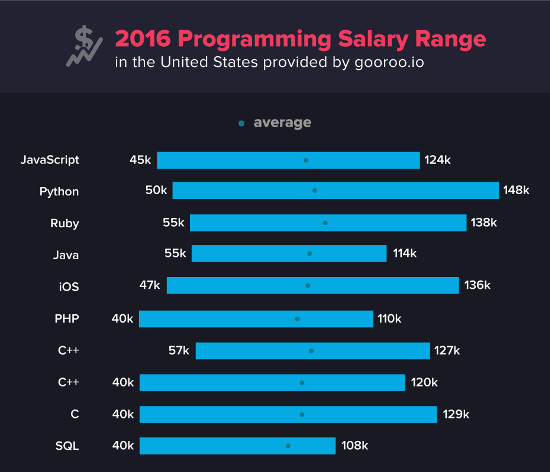 2016 Programming Salary Range
in the United States provided by gooroo.io
average
JavaScript 45k 124k
Python 50k 148k
Ruby 55k 138k
Java 55k 114k
iOS 47k 136k
PHP 40k 110k
C++ 57k 127k
C++ 40k 120k
C 40k 129k
SQL 40k 108k